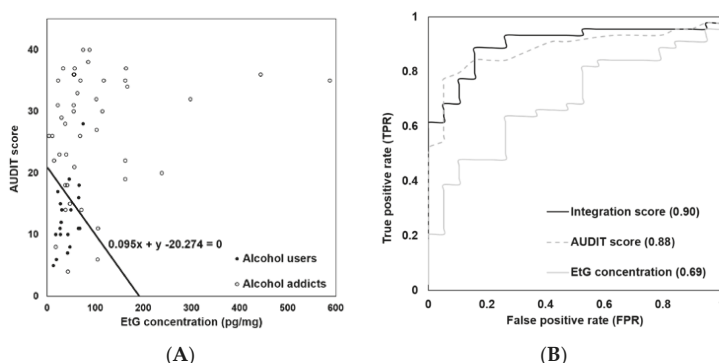 AUDIT score
40
30
20
10
0
0.095x + y -20.274 = 0
Alcohol users
Alcohol addicts
0 100 200 300 400 500 600
EtG concentration (pg/mg)
(A)
True positive rate (TPR)
1
0.8
0.6
0.4
0.2
0
Integration score (0.90)
AUDIT score (0.88)
EtG concentration (0.69)
0 0.2 0.4 0.6 0.8
False positive rate (FPR)
(B)